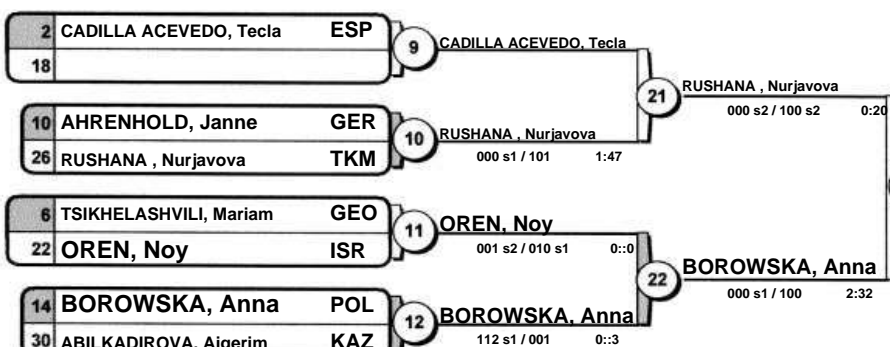 2 CADILLA ACEVEDO, Tecla ESP
18
9
CADILLA ACEVEDO, Tecla
10 AHRENHOLD, Janne GER
26 RUSHANA , Nurjavova TKM
10
RUSHANA , Nurjavova
000 s1 / 101 1:47
21
RUSHANA , Nurjavova
000 s2 / 100 s2 0:20
6 TSIKHELASHVILI, Mariam GEO
22 OREN, Noy ISR
11
OREN, Noy
001 s2 / 010 s1 0::0
14 BOROWSKA, Anna POL
30 ABILKADIROVA, Aigerim KAZ
12
BOROWSKA, Anna
112 s1 / 001 0::3
22
BOROWSKA, Anna
000 s1 / 100 2:32